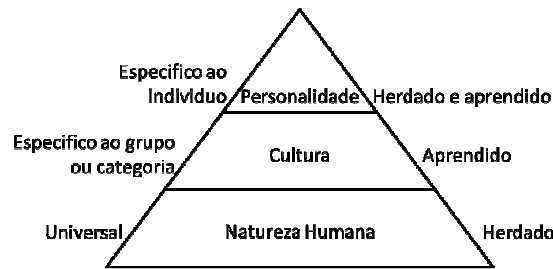 Especifico ao
Individuo Personalidade Herdado e aprendido
Especifico ao grupo
ou categoria Cultura Aprendido
Universal Natureza Humana Herdado